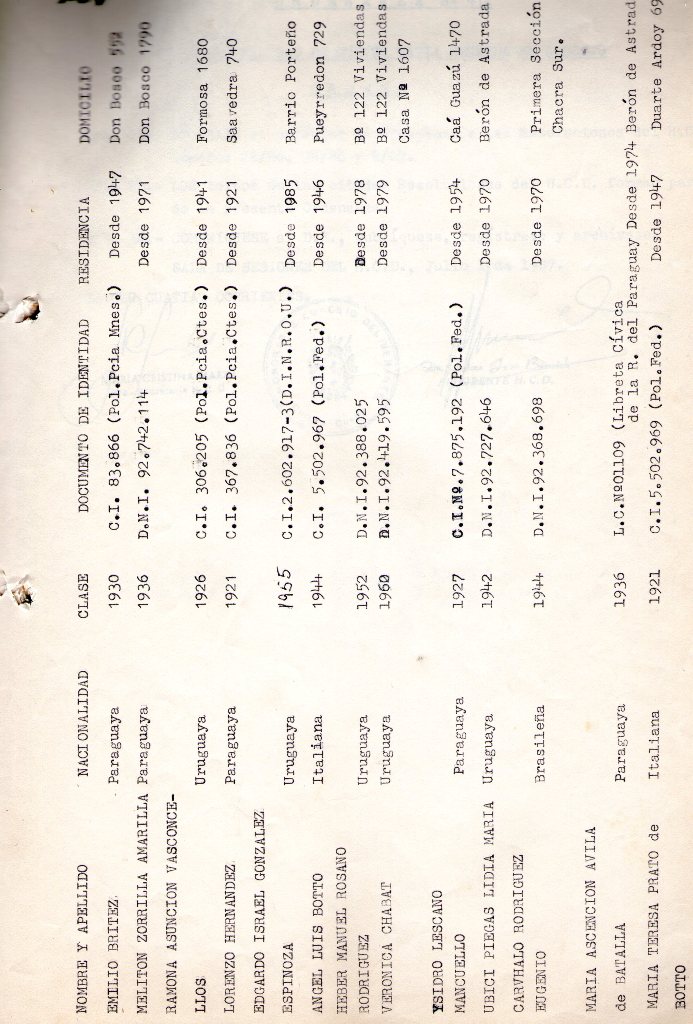 NOMBRE Y APELLIDO NACIONALIDAD CLASE DOCUMENTO DE IDENTIDAD RESIDENCIA DOMICILIO
EMILIO BRITEZ Paraguaya 1930 C.I. 83.866 (Pol.Pcia Mnes.) Desde 1947 Don Bosco 552
MELITON ZORRILLA AMARILLA Paraguaya 1936 D.N.I. 92.742.114 Desde 1971 Don Bosco 1790
RAMONA ASUNCION VASCONCE-
LLOS Uruguaya 1926 C.I. 306.205 (Pol.Pcia.Ctes.) Desde 1941 Formosa 1680
LORENZO HERNANDEZ Paraguaya 1921 C.I. 367.836 (Pol.Pcia.Ctes.) Desde 1921 Saavedra 740
EDGARDO ISRAEL GONZALEZ
ESPINOZA Uruguaya 1955 C.I.2.602.917-3(D.I.N.R.O.U.) Desde 1985 Barrio Porteño
ANGEL LUIS BOTTO Italiana 1944 C.I. 5.502.967 (Pol.Fed.) Desde 1946 Pueyrredon 729
HEBER MANUEL ROSANO
RODRIGUEZ Uruguaya 1952 D.N.I.92.388.025 Desde 1978 Bº 122 Viviendas
VERONICA CHABAT Uruguaya 1960 D.N.I.92.419.595 Desde 1979 Bº 122 Viviendas
Casa Nº 1607
YSIDRO LESCANO
MANCUELLO Paraguaya 1927 C.I.Nº.7.875.192 (Pol.Fed.) Desde 1954 Caá Guazú 1470
UBICI PIEGAS LIDIA MARIA Uruguaya 1942 D.N.I.92.727.646 Desde 1970 Berón de Astrada
CARVHALO RODRIGUEZ
EUGENIO Brasileña 1944 D.N.I.92.368.698 Desde 1970 Primera Sección
Chacra Sur.
MARIA ASCENCION AVILA
de BATALLA Paraguaya 1936 L.C.Nº01109 (Libreta Cívica
de la R. del Paraguay Desde 1974 Berón de Astrad
MARIA TERESA PRATO de Italiana 1921 C.I.5.502.969 (Pol.Fed.) Desde 1947 Duarte Ardoy 69
BOTTO